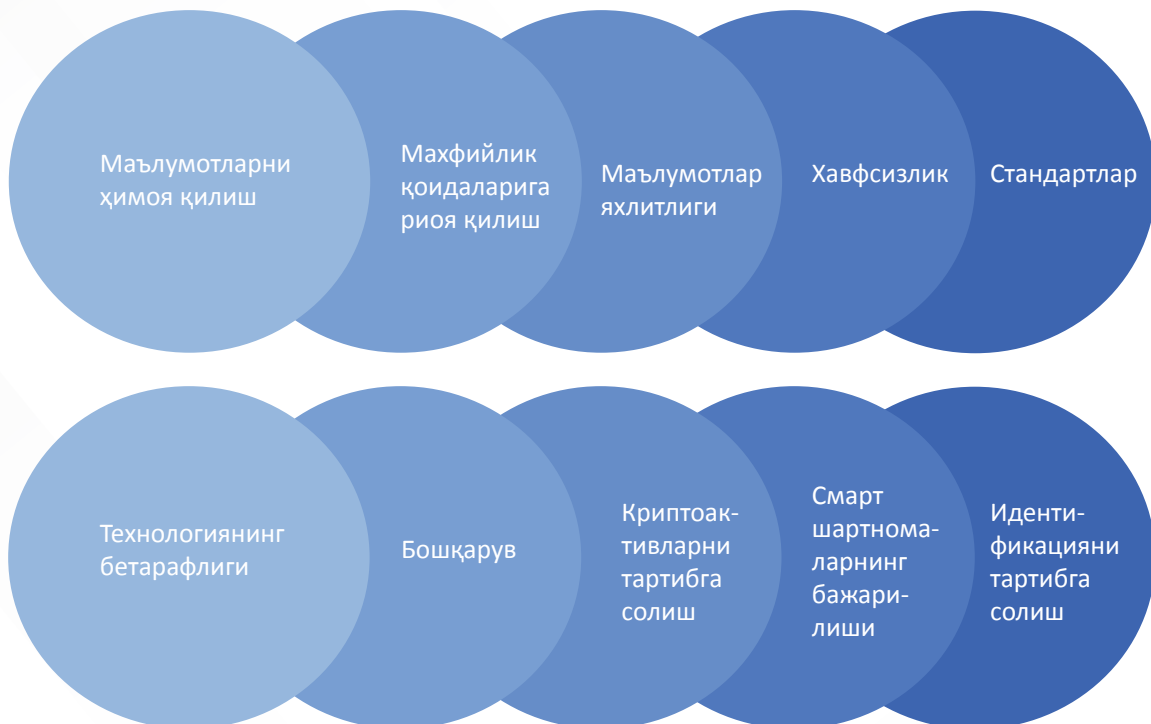 Маълумотларни
ҳимоя қилиш
Махфийлик
қоидаларига
риоя қилиш
Маълумотлар
яхлитлиги
Хавфсизлик
Стандартлар
Технологиянинг
бетарафлиги
Бошқарув
Криптоак-
тивларни
тартибга
солиш
Смарт
шартнома-
ларнинг
бажари-
лиши
Иденти-
фикацияни
тартибга
солиш